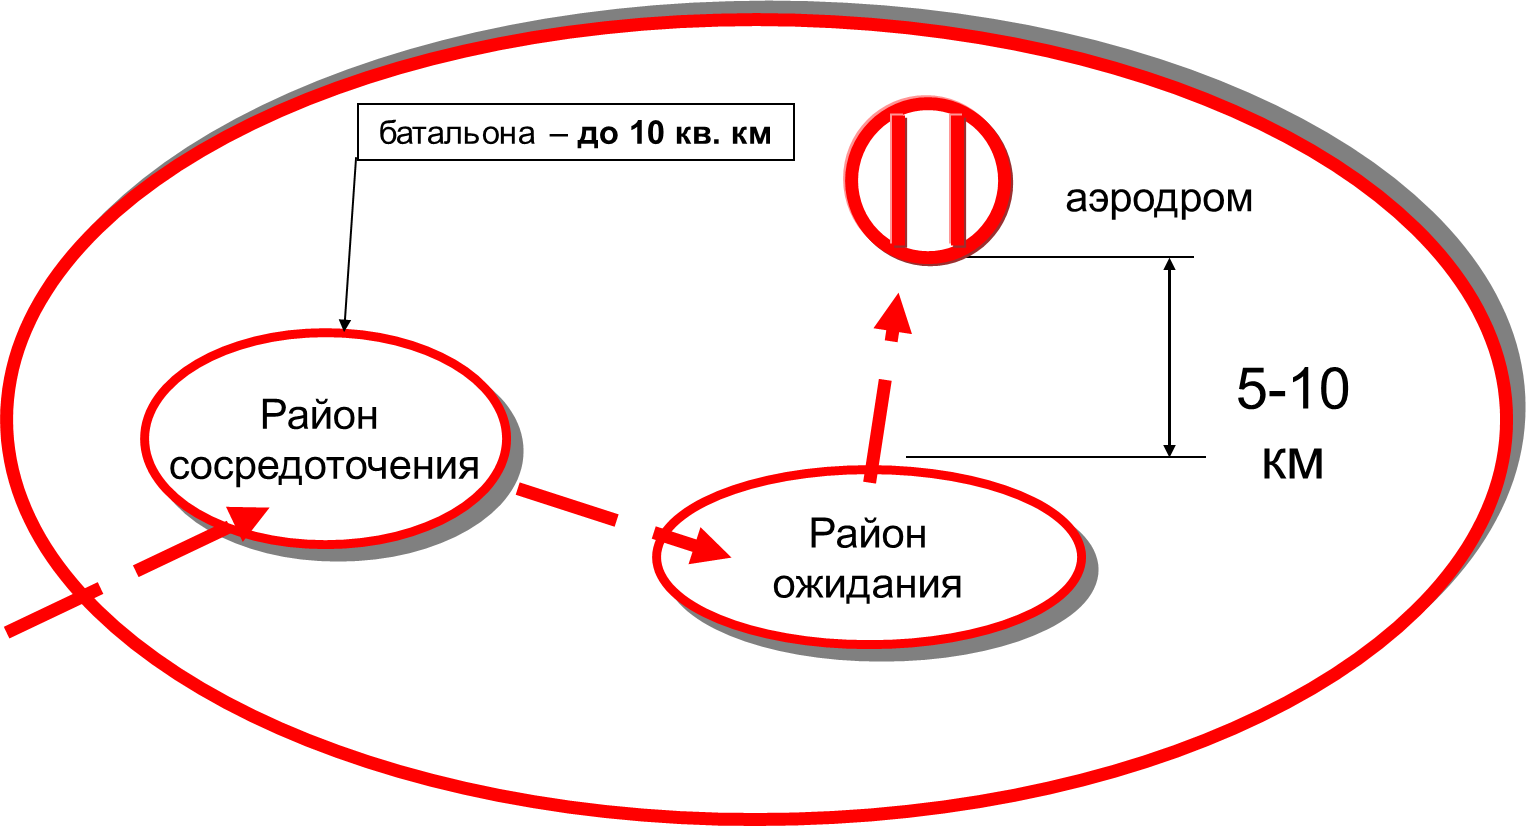 батальона – до 10 кв. км
аэродром
5-10
км
Район
сосредоточения
Район
ожидания